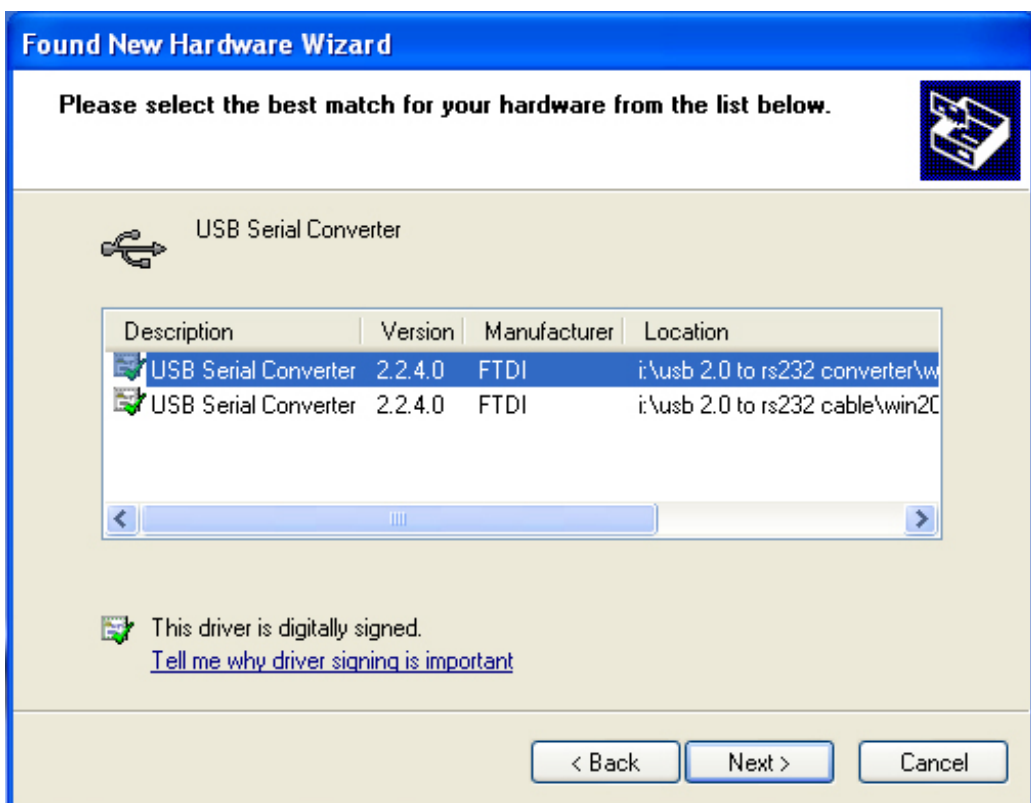 Found New Hardware Wizard
Please select the best match for your hardware from the list below.
USB Serial Converter
Description Version Manufacturer Location
USB Serial Converter 2.2.4.0 FTDI i:\usb 2.0 to rs232 converter\w
USB Serial Converter 2.2.4.0 FTDI i:\usb 2.0 to rs232 cable\win20
This driver is digitally signed.
Tell me why driver signing is important
< Back Next > Cancel